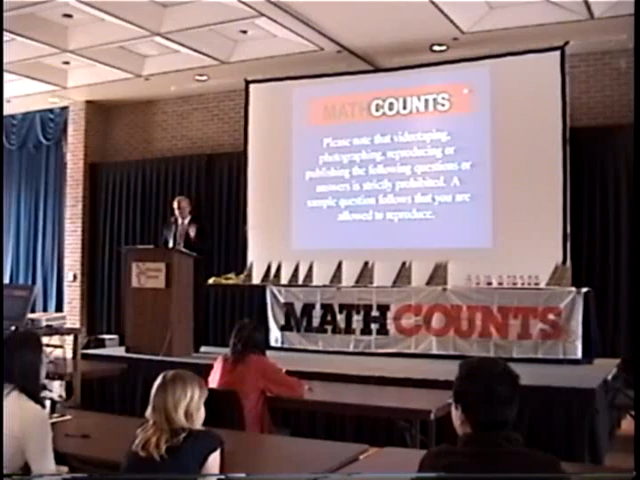 MATHCOUNTS
Please note that videotaping,
photographing, reproducing or
publishing the following questions or
answers is strictly prohibited. A
sample question follows that you are
allowed to reproduce.
MATHCOUNTS